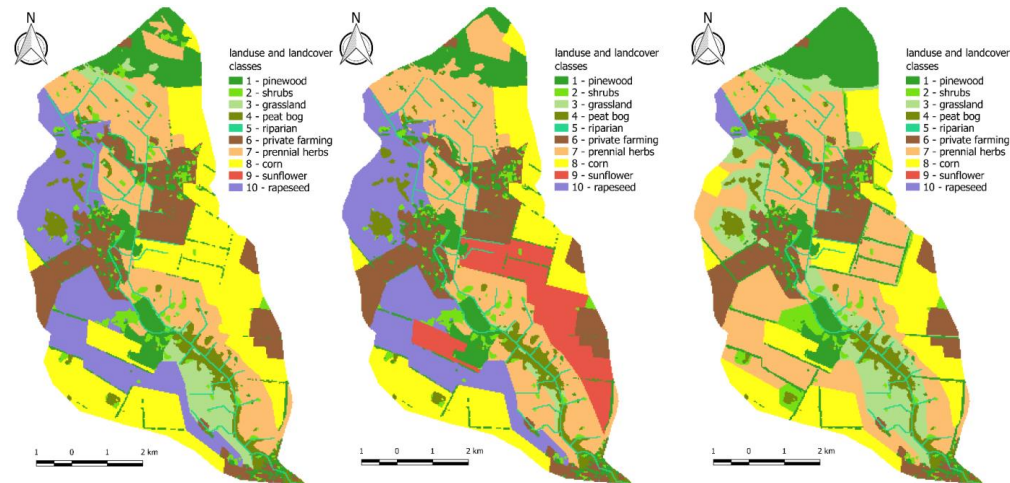 N
landuse and landcover
classes
1 - pinewood
2 - shrubs
3 - grassland
4 - peat bog
5 - riparian
6 - private farming
7 - prennial herbs
8 - corn
9 - sunflower
10 - rapeseed
1 0 1 2 km
N
landuse and landcover
classes
1 - pinewood
2 - shrubs
3 - grassland
4 - peat bog
5 - riparian
6 - private farming
7 - prennial herbs
8 - corn
9 - sunflower
10 - rapeseed
1 0 1 2 km
N
landuse and landcover
classes
1 - pinewood
2 - shrubs
3 - grassland
4 - peat bog
5 - riparian
6 - private farming
7 - prennial herbs
8 - corn
9 - sunflower
10 - rapeseed
1 0 1 2 km